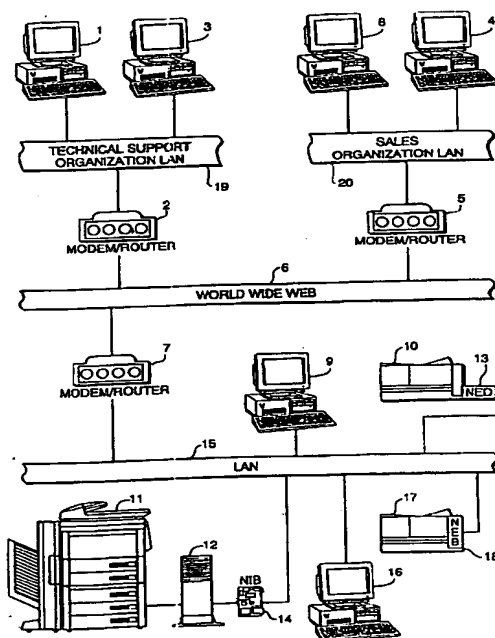 1
3
8
4
TECHNICAL SUPPORT
ORGANIZATION LAN
19
SALES
ORGANIZATION LAN
20
2
MODEM/ROUTER
5
MODEM/ROUTER
6
WORLD WIDE WEB
7
MODEM/ROUTER
9
10
13
NED
15
LAN
11
12
NIB
14
16
17
NEB
18